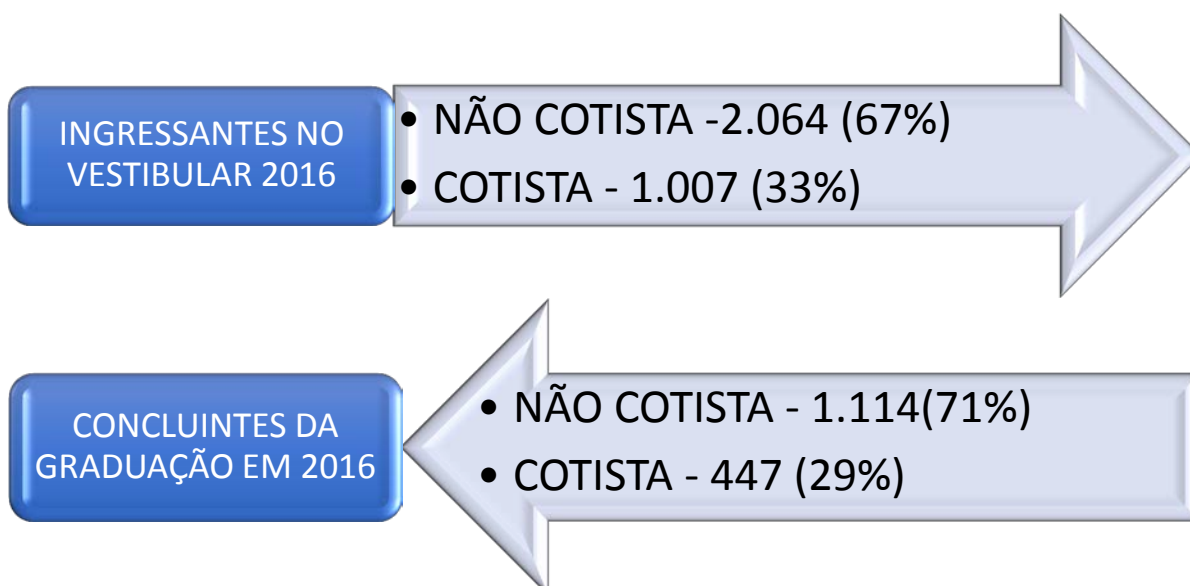 INGRESSANTES NO
VESTIBULAR 2016
• NÃO COTISTA -2.064 (67%)
• COTISTA - 1.007 (33%)
CONCLUINTES DA
GRADUAÇÃO EM 2016
• NÃO COTISTA - 1.114(71%)
• COTISTA - 447 (29%)